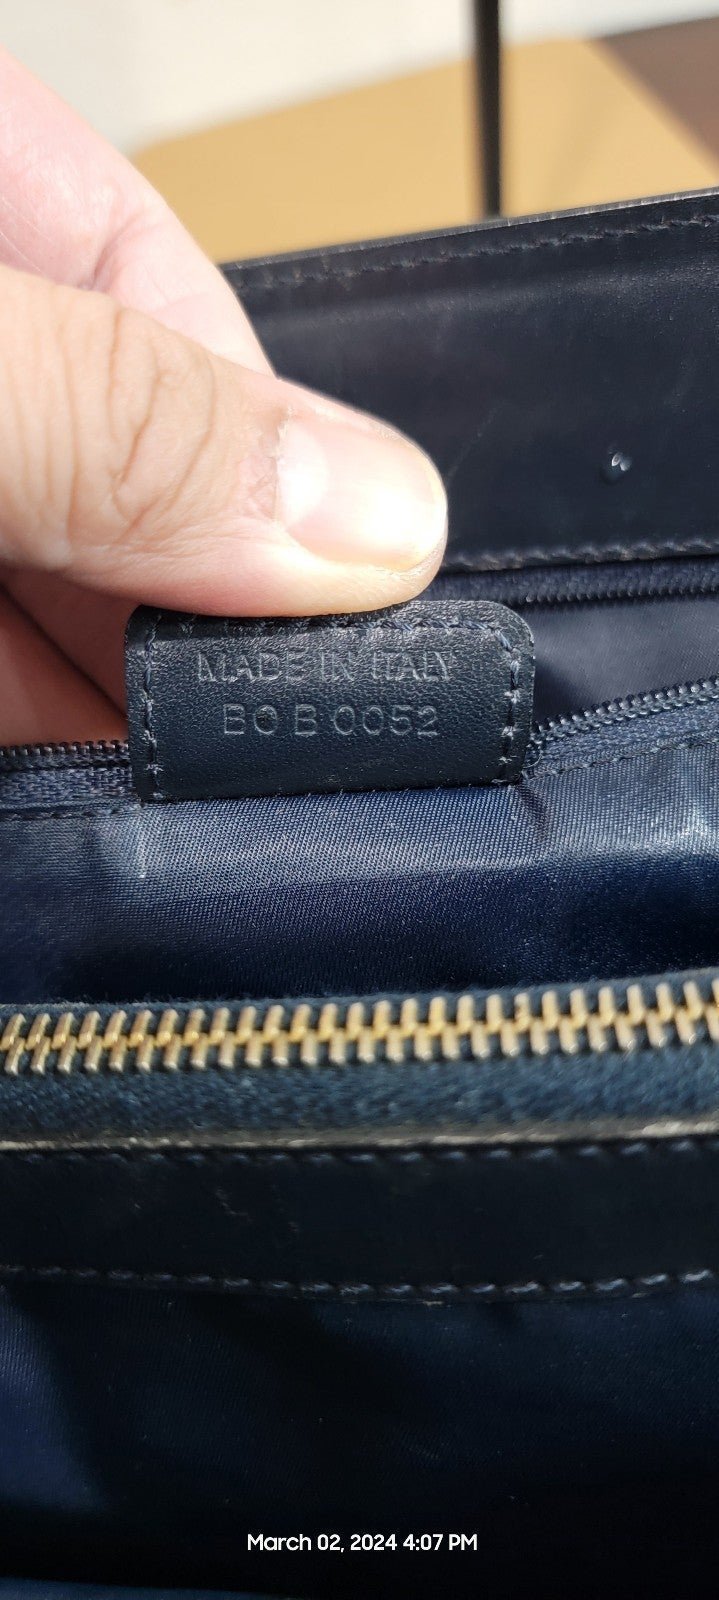 MADE IN ITALY
BO B 0052
March 02, 2024 4:07 PM